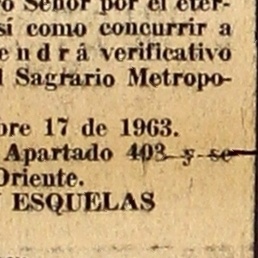 o Señor por el eter-
sí como concurrir a
endrá verificativo
l Sagrario Metropo-
bre 17 de 1963.
Apartado 403 y se
Oriente.
ESQUELAS